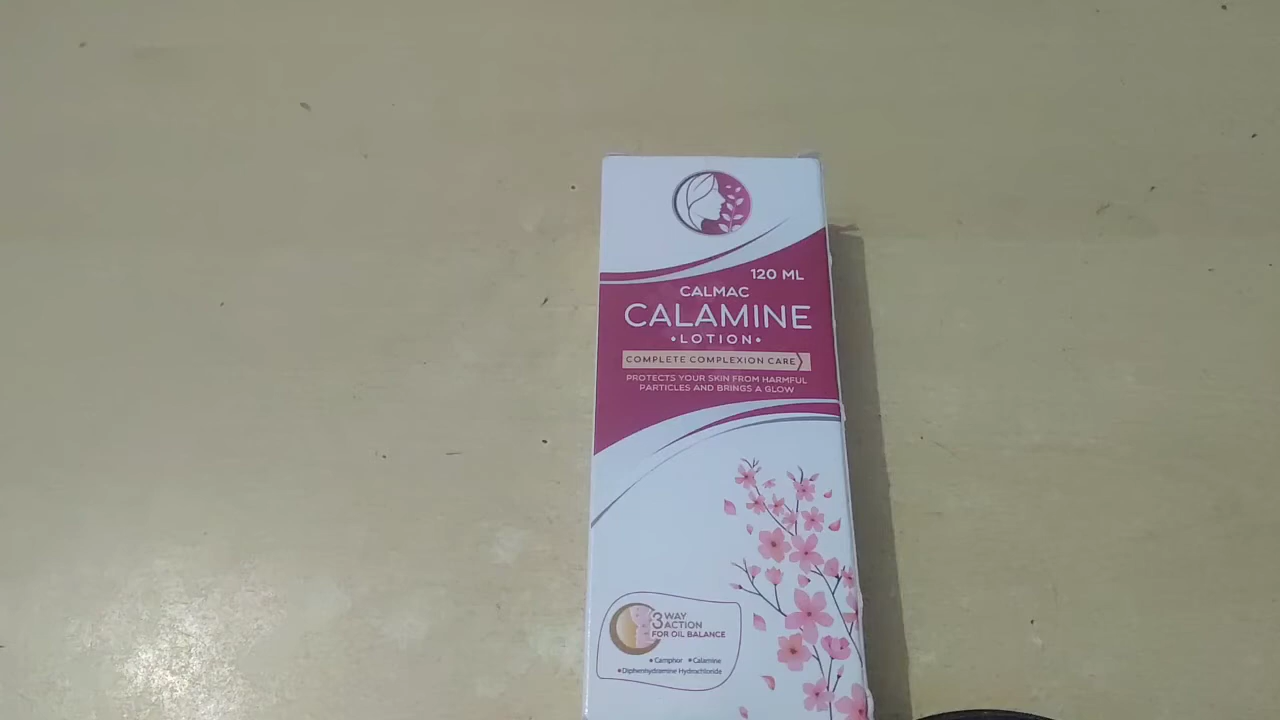 120 ML
CALMAC
CALAMINE
•LOTION•
COMPLETE COMPLEXION CARE
PROTECTS YOUR SKIN FROM HARMFUL
PARTICLES AND BRINGS A GLOW
3 WAY
ACTION
FOR OIL BALANCE
• Camphor • Calamine
• Diphenhydramine Hydrochloride